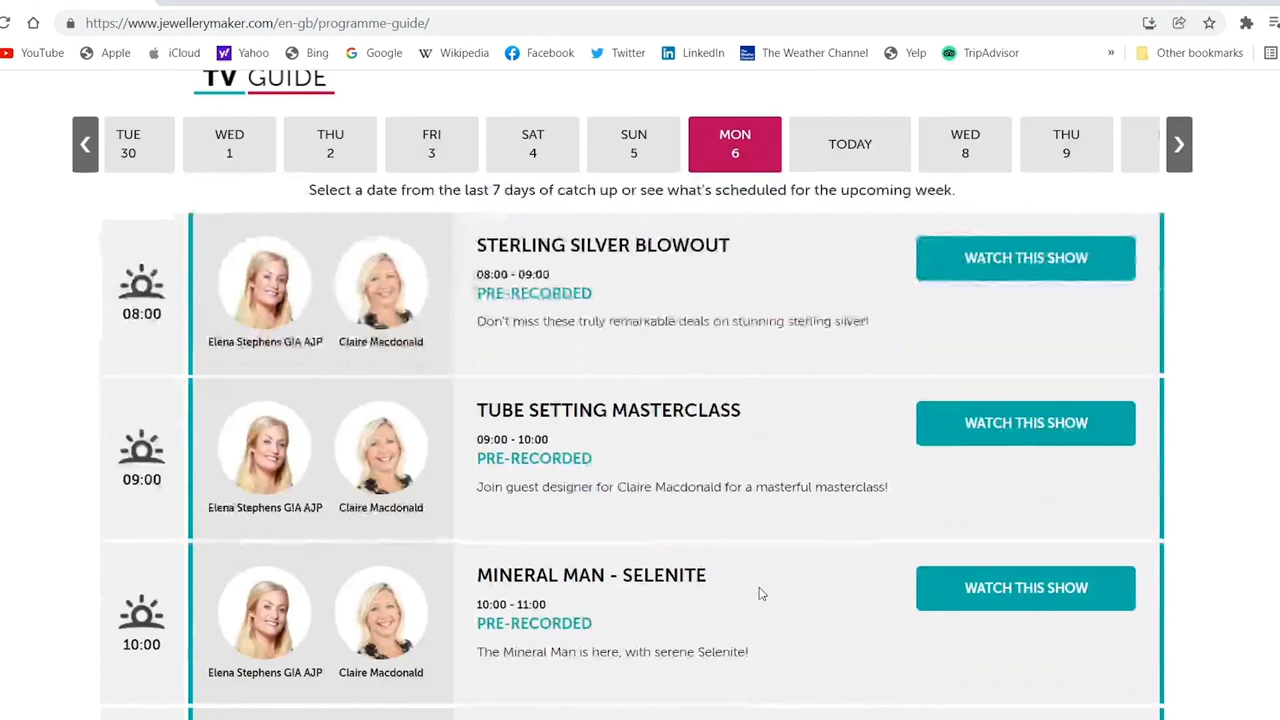 https://www.jewellerymaker.com/en-gb/programme-guide/
YouTube Apple iCloud Yahoo Bing Google Wikipedia Facebook Twitter LinkedIn The Weather Channel Yelp TripAdvisor » Other bookmarks
TV GUIDE
TUE 30
WED 1
THU 2
FRI 3
SAT 4
SUN 5
MON 6
TODAY
WED 8
THU 9
Select a date from the last 7 days of catch up or see what's scheduled for the upcoming week.
08:00
Elena Stephens GIA AJP
Claire Macdonald
STERLING SILVER BLOWOUT
08:00 - 09:00
PRE-RECORDED
Don't miss these truly remarkable deals on stunning sterling silver!
WATCH THIS SHOW
09:00
Elena Stephens GIA AJP
Claire Macdonald
TUBE SETTING MASTERCLASS
09:00 - 10:00
PRE-RECORDED
Join guest designer for Claire Macdonald for a masterful masterclass!
WATCH THIS SHOW
10:00
Elena Stephens GIA AJP
Claire Macdonald
MINERAL MAN - SELENITE
10:00 - 11:00
PRE-RECORDED
The Mineral Man is here, with serene Selenite!
WATCH THIS SHOW